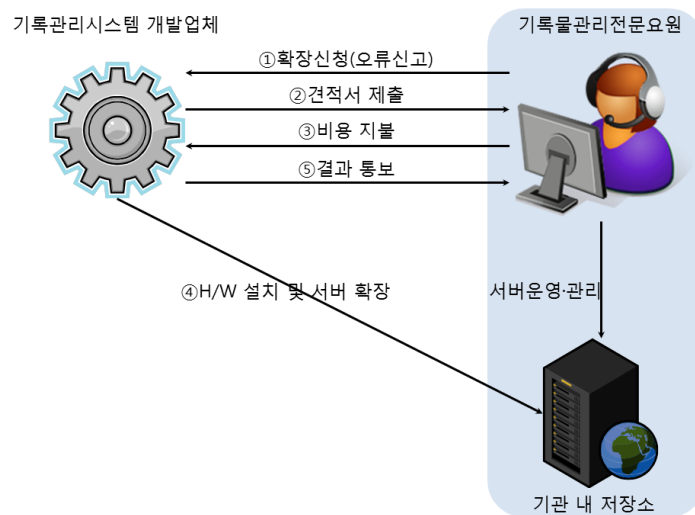 기록관리시스템 개발업체
기록물관리전문요원
①확장신청(오류신고)
②견적서 제출
③비용 지불
⑤결과 통보
④H/W 설치 및 서버 확장
서버운영·관리
기관 내 저장소